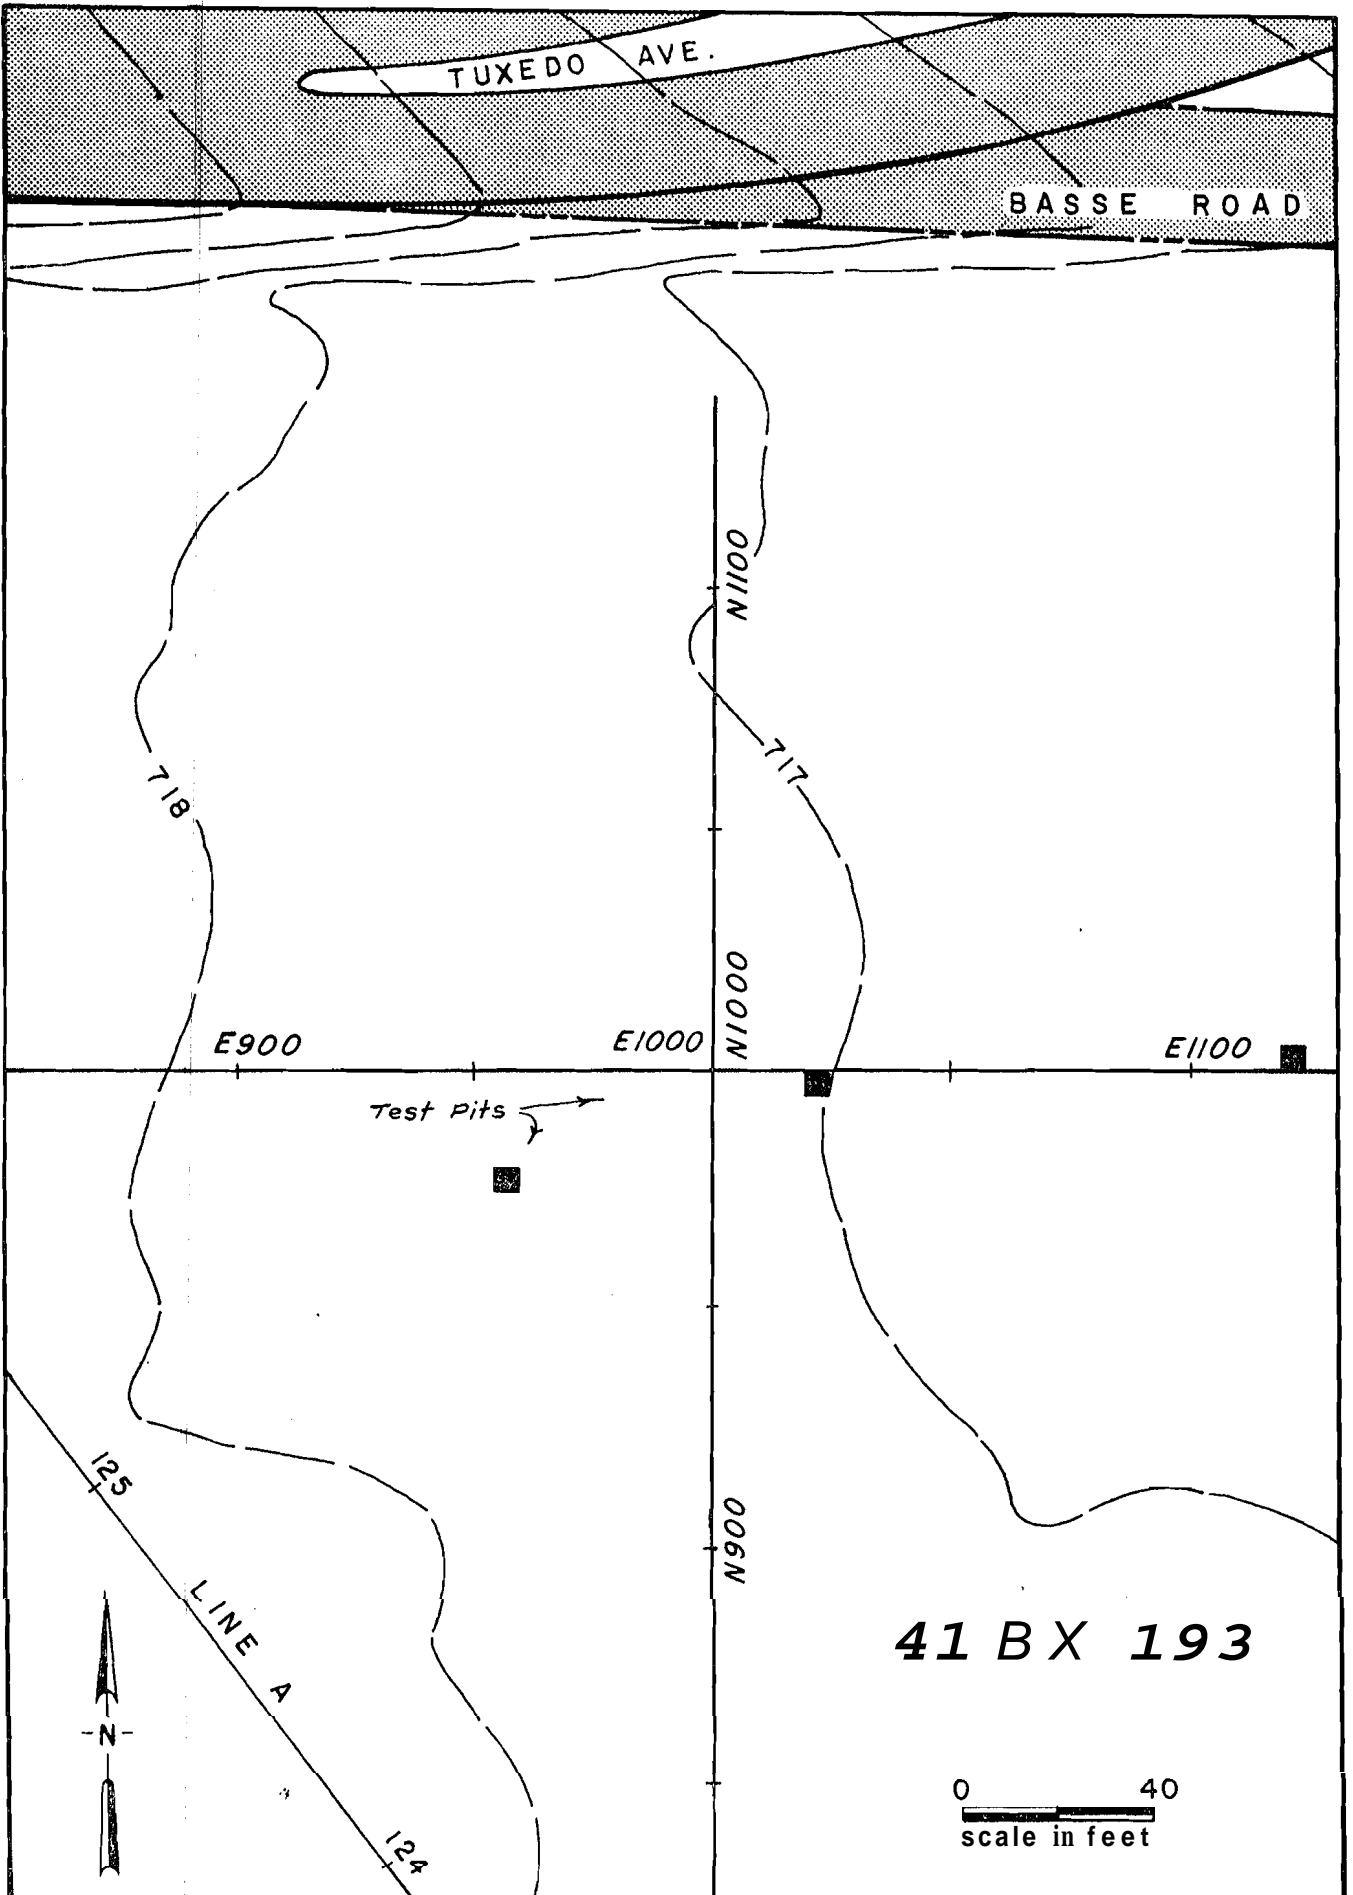 TUXEDO AVE.
BASSE ROAD
N1100
717
718
N1000
E900
E1000
E1100
Test Pits
125
N900
LINE A
41 BX 193
-N-
0 40
scale in feet
124